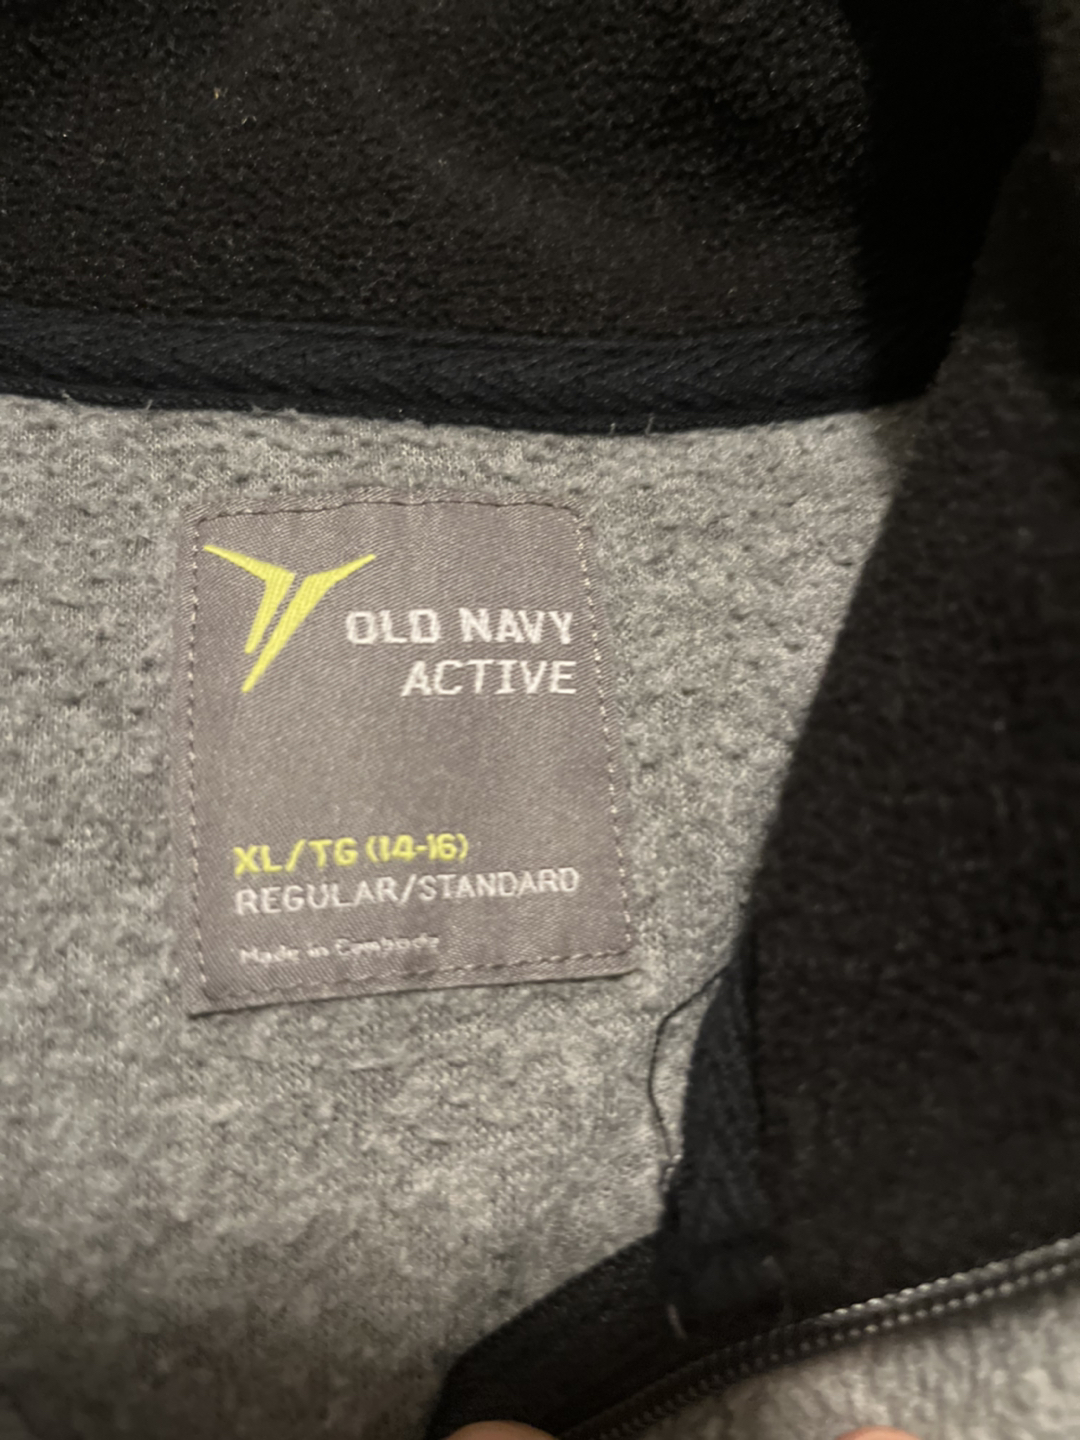 OLD NAVY
ACTIVE
XL/TG (14-16)
REGULAR/STANDARD
Made in Cambodia